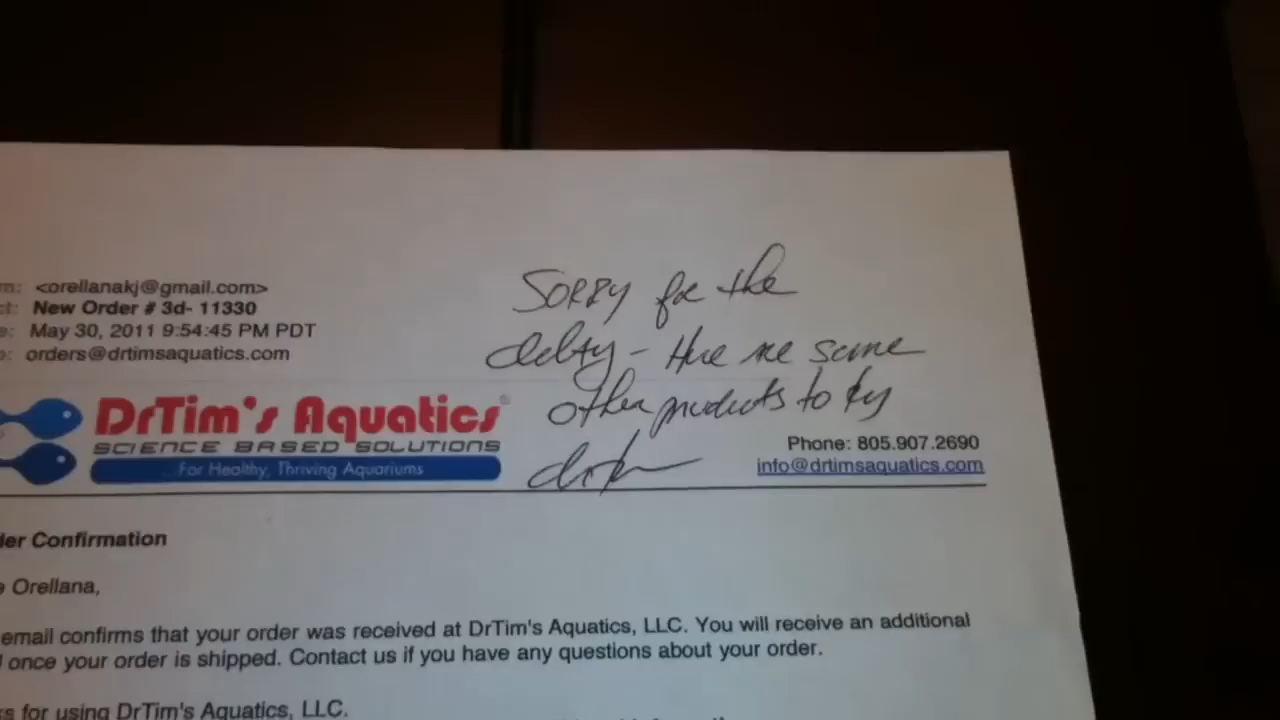 SORRY for the
delay - Here are some
other products to try
drtim
m: <orellanakj@gmail.com>
ct: New Order # 3d- 11330
e: May 30, 2011 9:54:45 PM PDT
o: orders@drtimsaquatics.com
DrTim's Aquatics®
SCIENCE BASED SOLUTIONS
...For Healthy, Thriving Aquariums
Phone: 805.907.2690
info@drtimsaquatics.com
der Confirmation
e Orellana,
email confirms that your order was received at DrTim's Aquatics, LLC. You will receive an additional
l once your order is shipped. Contact us if you have any questions about your order.
ks for using DrTim's Aquatics, LLC.